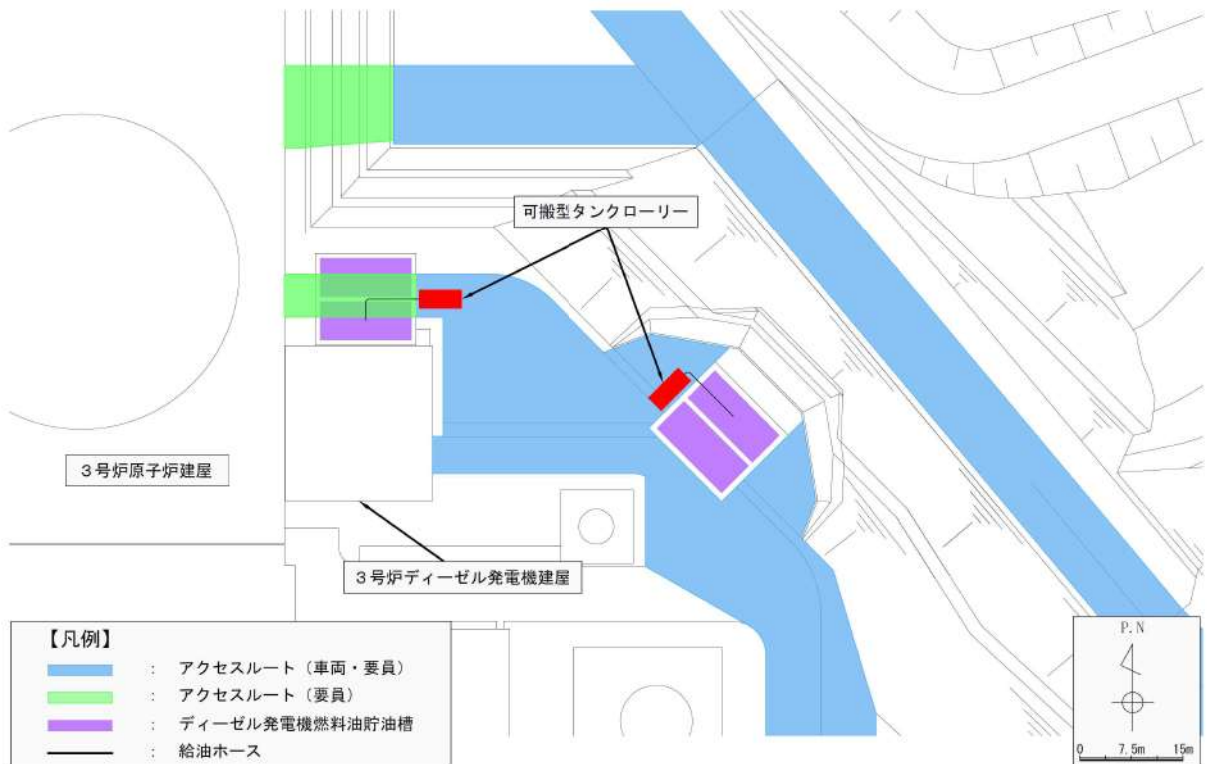 可搬型タンクローリー
３号炉原子炉建屋
３号炉ディーゼル発電機建屋
【凡例】
： アクセスルート（車両・要員）
： アクセスルート（要員）
： ディーゼル発電機燃料油貯油槽
： 給油ホース
P.N
0 7.5m 15m